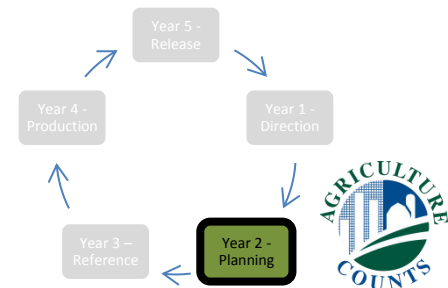 Year 5 -
Release
Year 4 -
Production
Year 1 -
Direction
Year 3 –
Reference
Year 2 -
Planning
AGRICULTURE
COUNTS